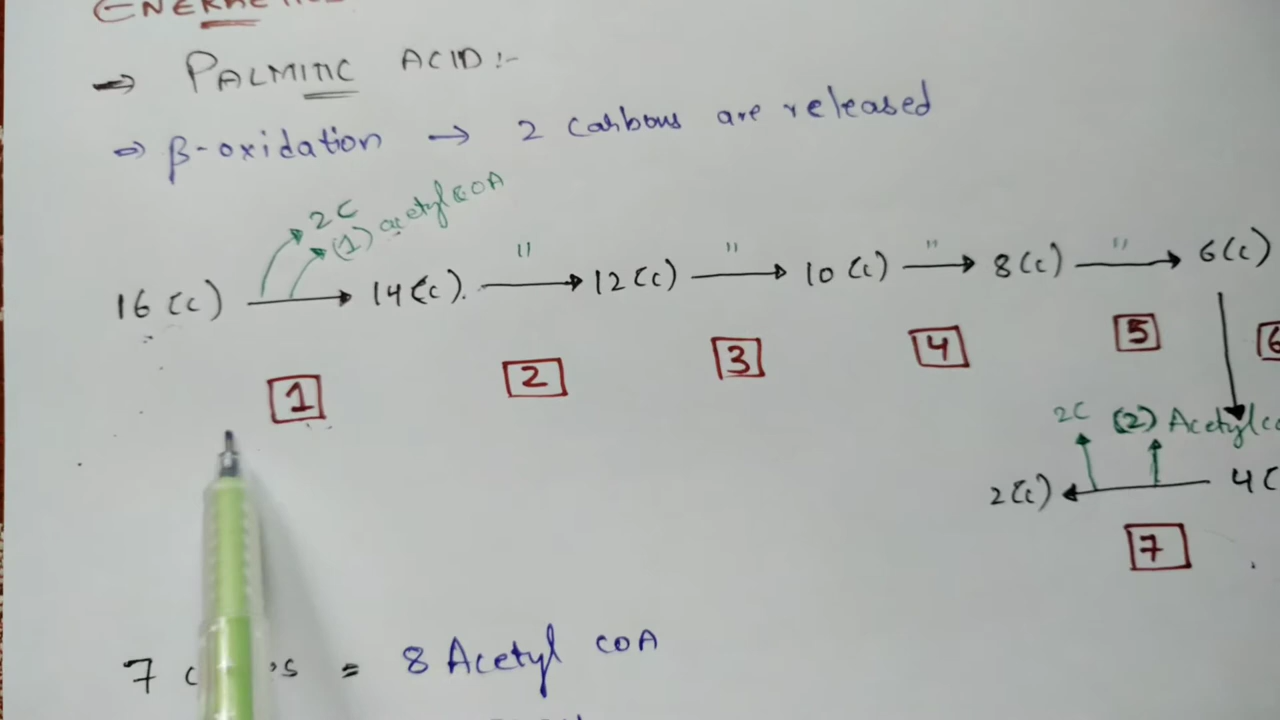 → PALMITIC ACID :-
⇒ β-oxidation → 2 carbons are released
2C
(1) acetyl COA
16 (C) → 14 (C). —"→ 12 (C) —"→ 10 (C) —"→ 8 (C) —"→ 6 (C)
1 2 3 4 5 6
2C (2) Acetyl
2 (C) ← 4 (
7
7 = 8 Acetyl COA